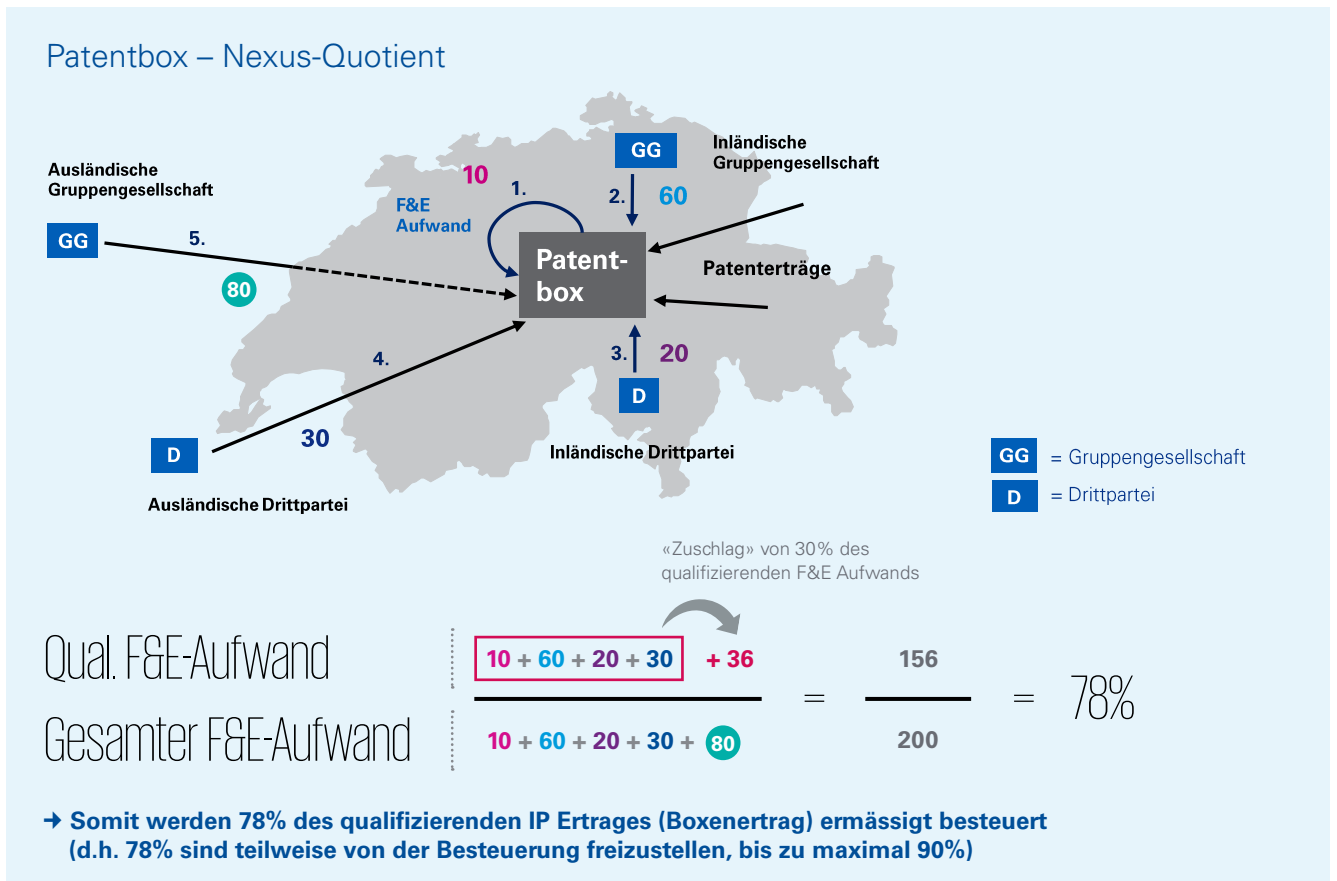 Patentbox – Nexus-Quotient
Ausländische
Gruppengesellschaft
GG
5.
80
10
1.
F&E
Aufwand
GG
2.
60
Inländische
Gruppengesellschaft
Patent-
box
Patenterträge
4.
30
D
Ausländische Drittpartei
3.
20
D
Inländische Drittpartei
GG = Gruppengesellschaft
D = Drittpartei
«Zuschlag» von 30% des
qualifizierenden F&E Aufwands
Qual. F&E-Aufwand
10 + 60 + 20 + 30 + 36
Gesamter F&E-Aufwand
10 + 60 + 20 + 30 + 80
=
156
200
=
78%
➔ Somit werden 78% des qualifizierenden IP Ertrages (Boxenertrag) ermässigt besteuert
(d.h. 78% sind teilweise von der Besteuerung freizustellen, bis zu maximal 90%)